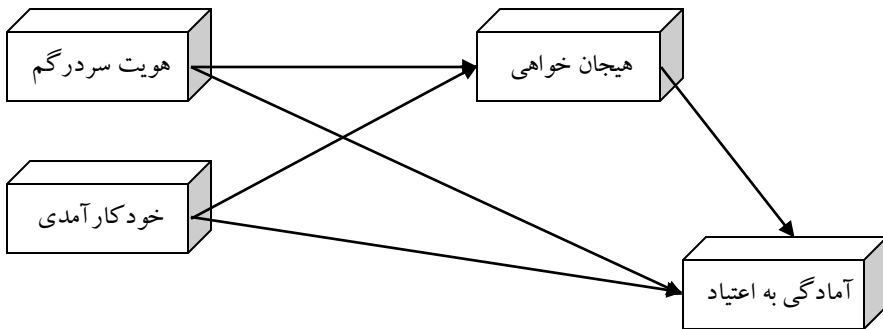 هویت سردرگم
هیجان خواهی
خودکارآمدی
آمادگی به اعتیاد